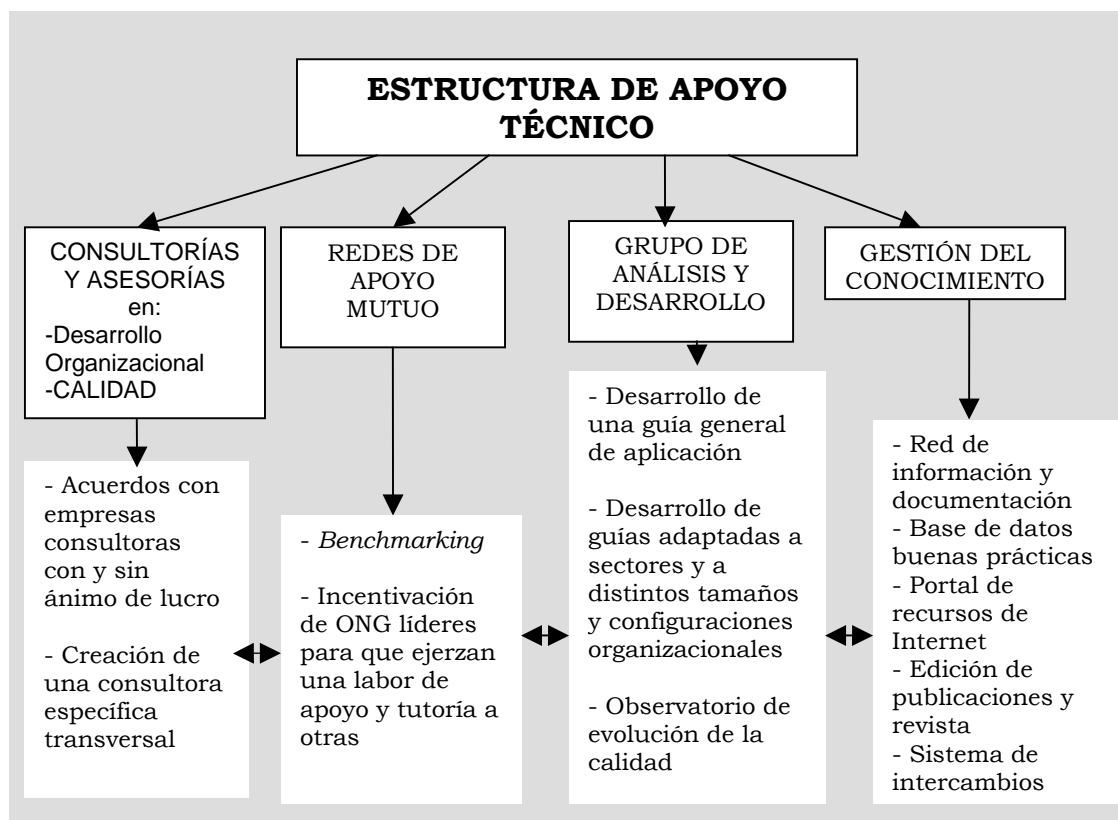 ESTRUCTURA DE APOYO
TÉCNICO
CONSULTORÍAS
Y ASESORÍAS
en:
-Desarrollo
Organizacional
-CALIDAD
REDES DE
APOYO
MUTUO
GRUPO DE
ANÁLISIS Y
DESARROLLO
GESTIÓN DEL
CONOCIMIENTO
- Acuerdos con
empresas
consultoras
con y sin
ánimo de lucro
- Creación de
una consultora
específica
transversal
- Benchmarking
- Incentivación
de ONG líderes
para que ejerzan
una labor de
apoyo y tutoría a
otras
- Desarrollo de
una guía general
de aplicación
- Desarrollo de
guías adaptadas a
sectores y a
distintos tamaños
y configuraciones
organizacionales
- Observatorio de
evolución de la
calidad
- Red de
información y
documentación
- Base de datos
buenas prácticas
- Portal de
recursos de
Internet
- Edición de
publicaciones y
revista
- Sistema de
intercambios